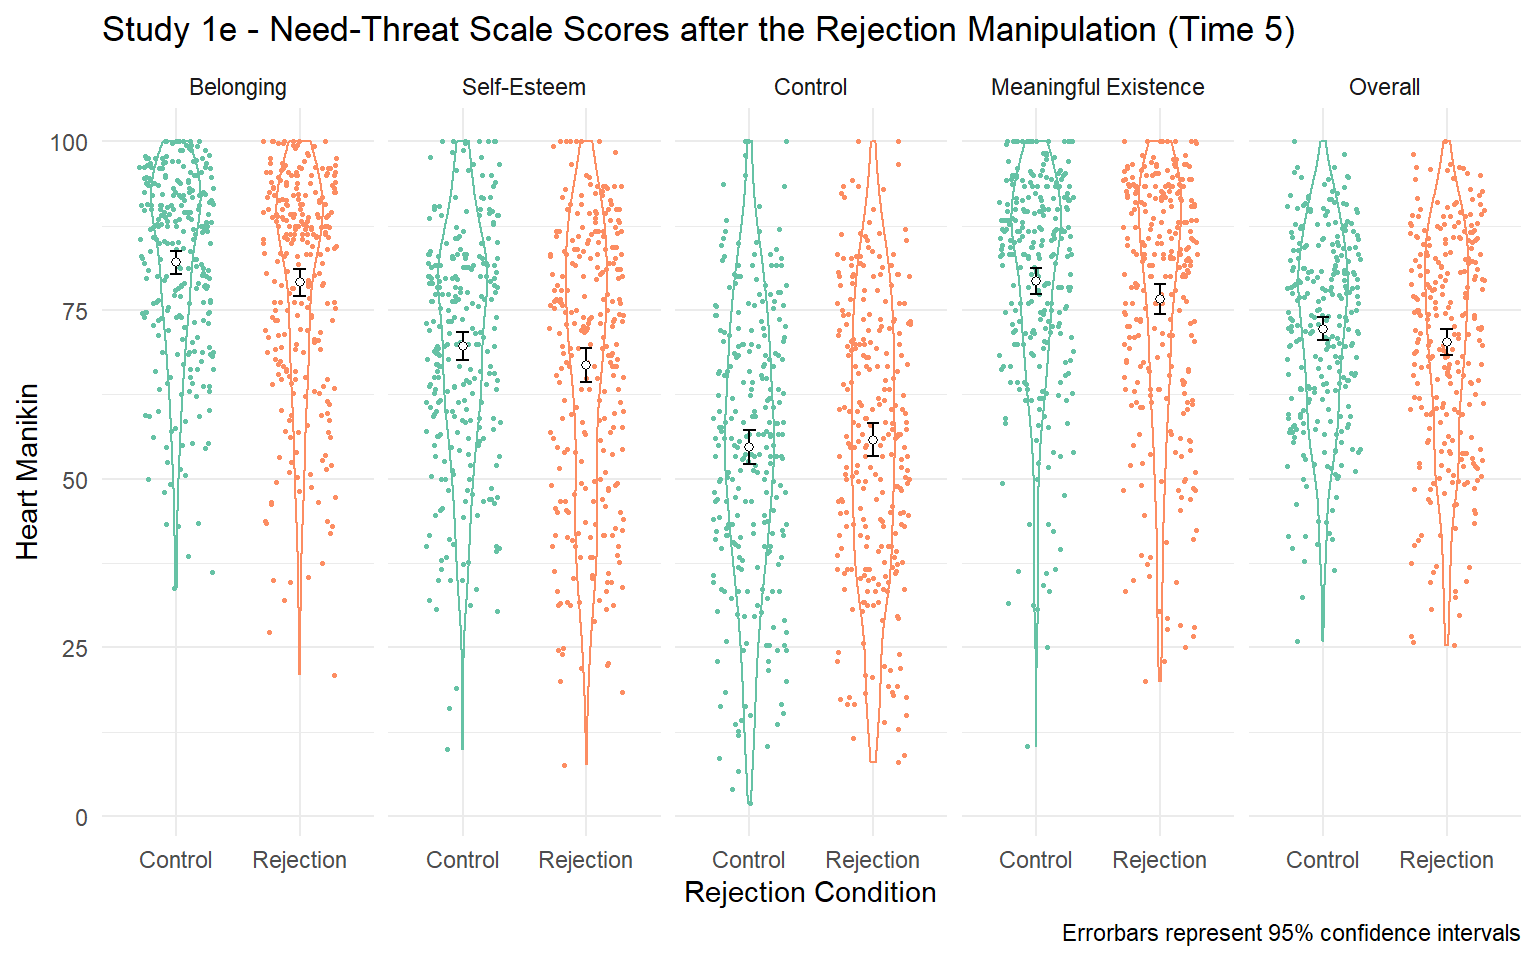 Study 1e - Need-Threat Scale Scores after the Rejection Manipulation (Time 5)
Belonging Self-Esteem Control Meaningful Existence Overall
100
75
50
25
0
Heart Manikin
Control Rejection Control Rejection Control Rejection Control Rejection Control Rejection
Rejection Condition
Errorbars represent 95% confidence intervals